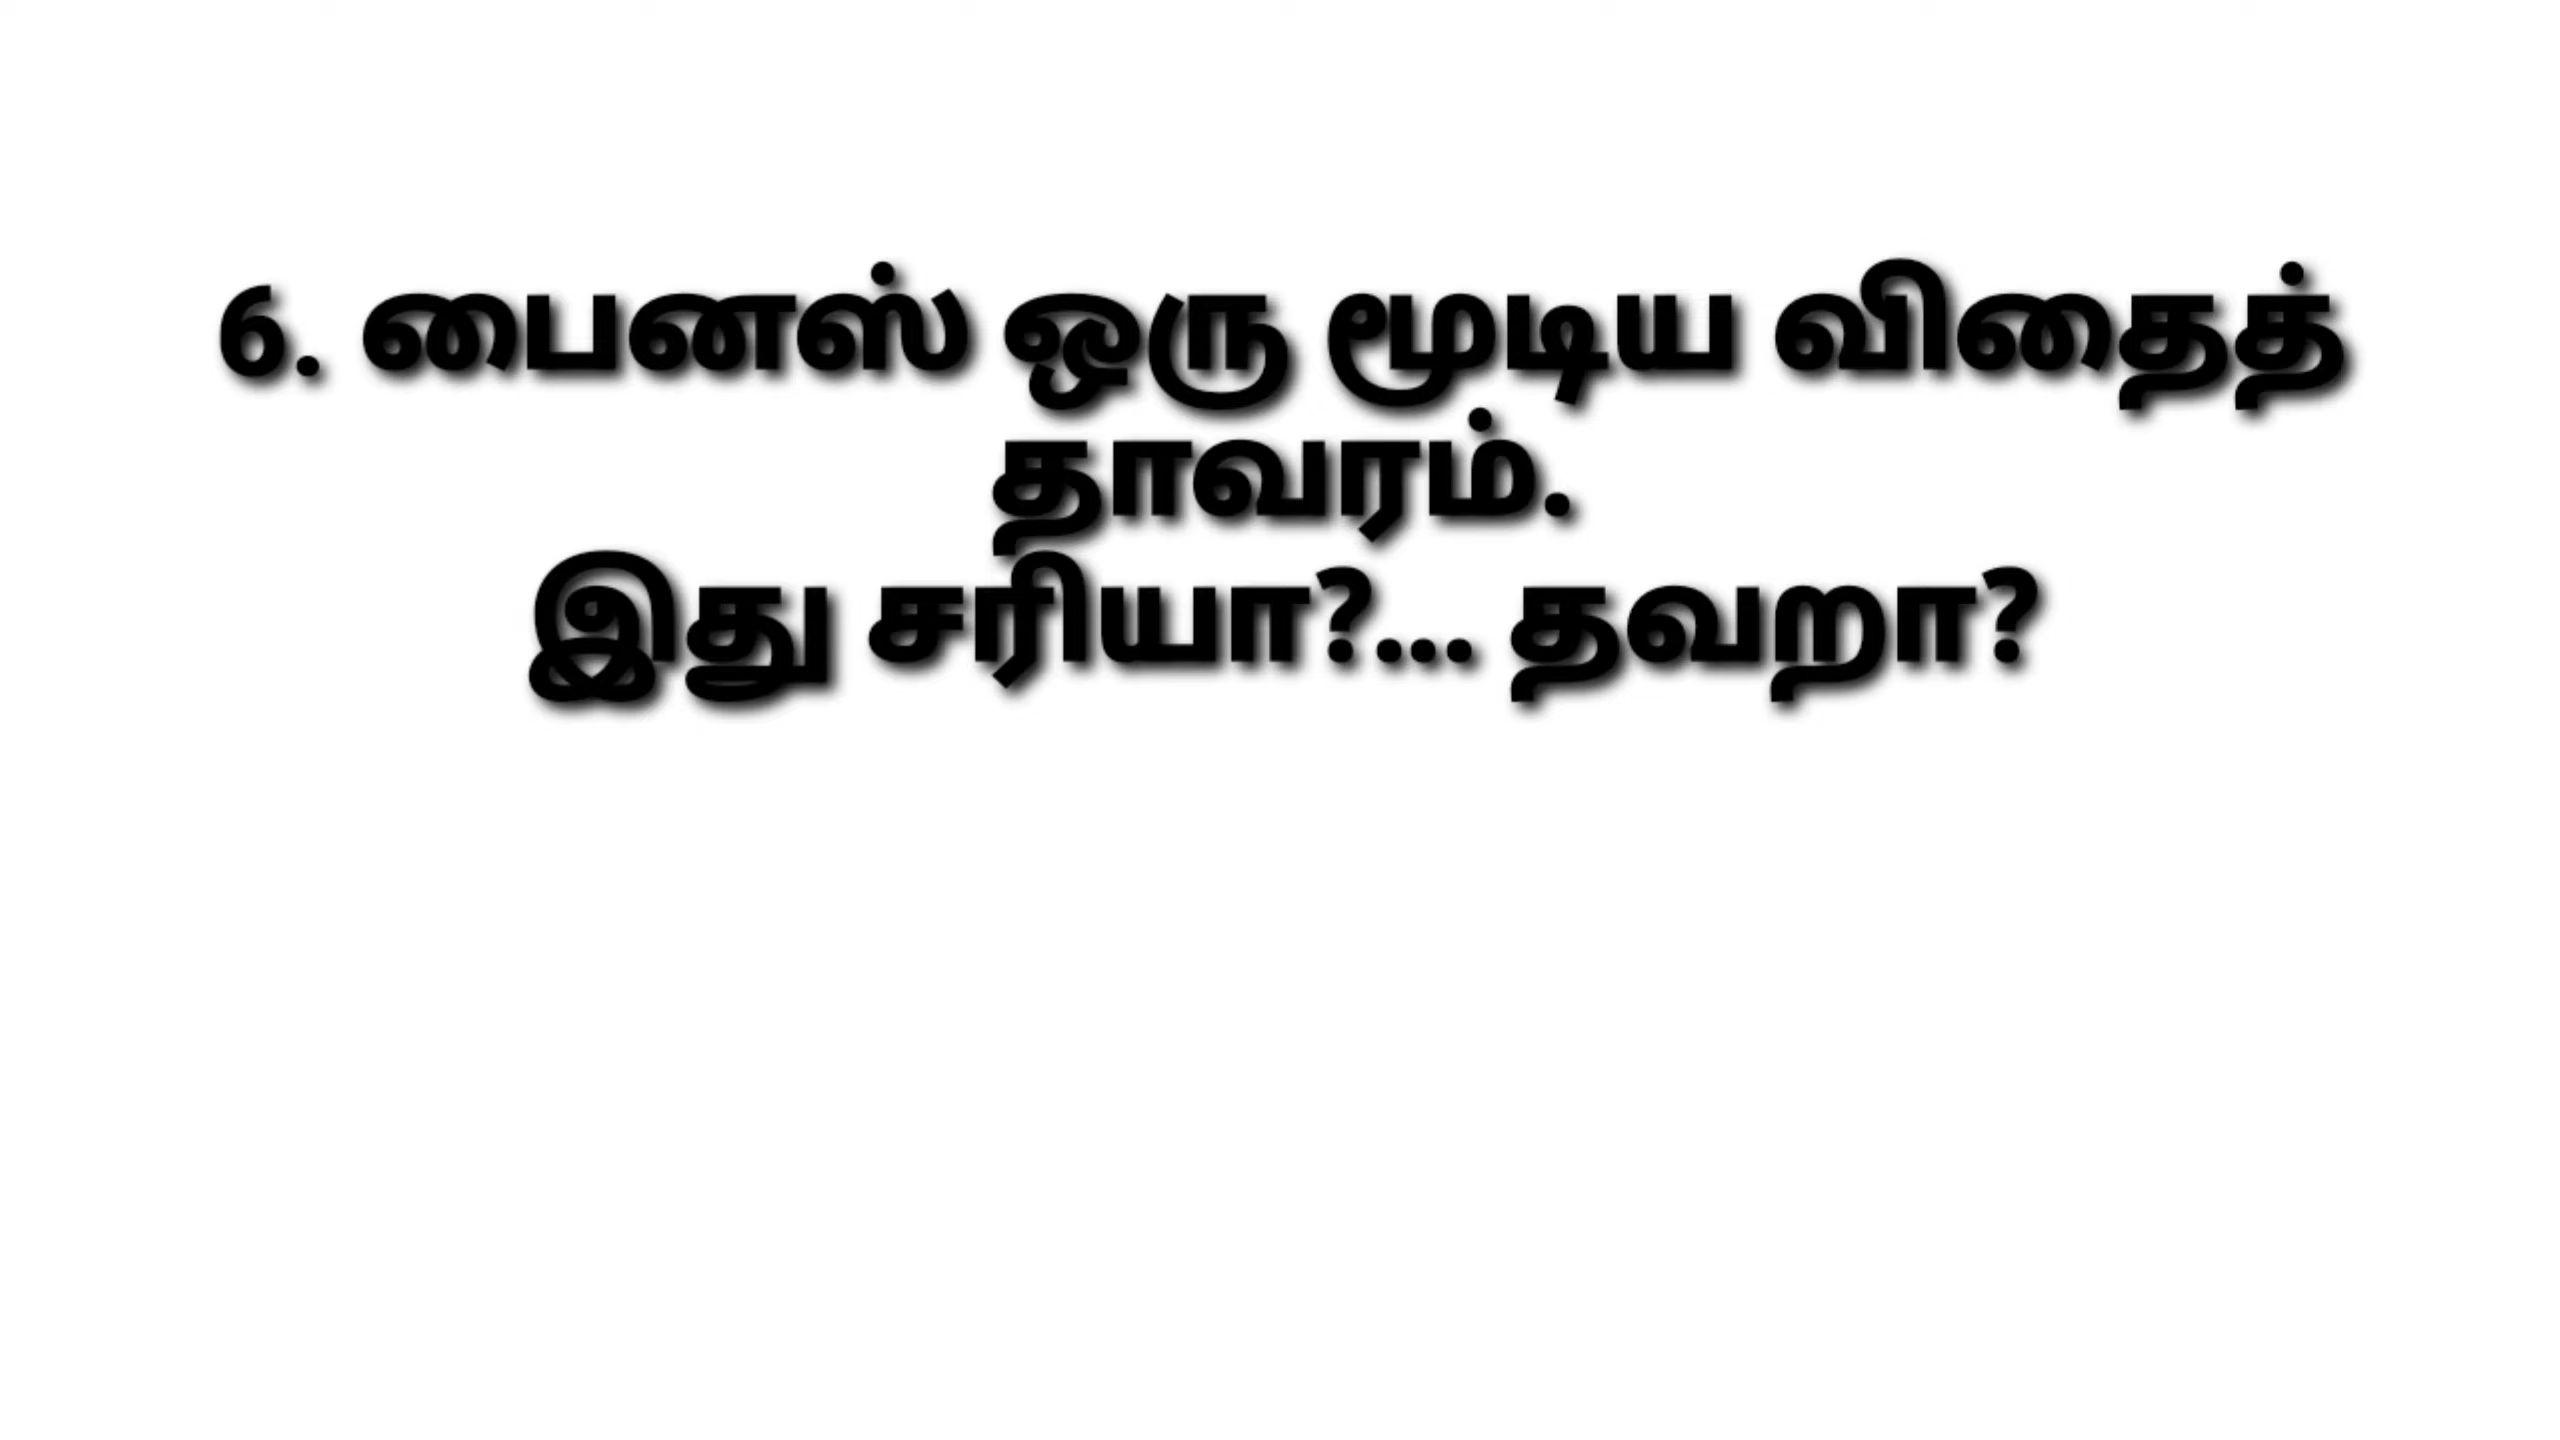 6. பைனஸ் ஒரு மூடிய விதைத்
தாவரம்.
இது சரியா?... தவறா?